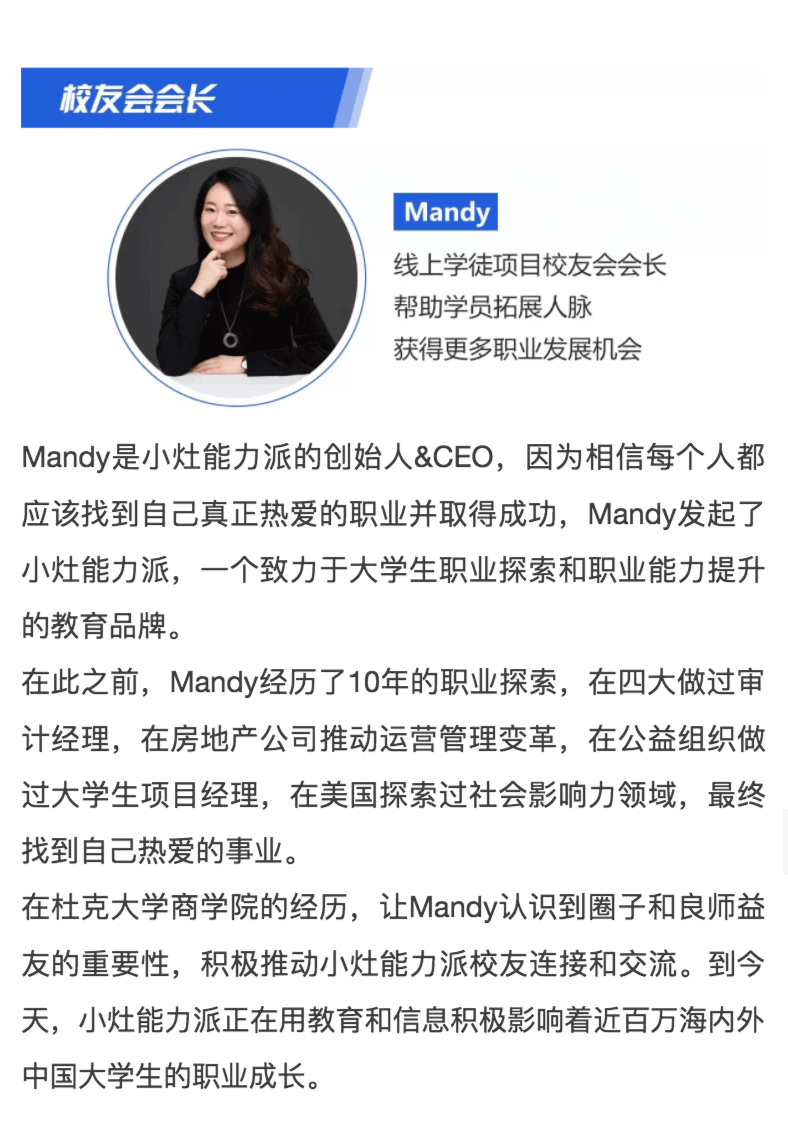 校友会会长
Mandy
线上学徒项目校友会会长
帮助学员拓展人脉
获得更多职业发展机会
Mandy是小灶能力派的创始人&CEO，因为相信每个人都
应该找到自己真正热爱的职业并取得成功，Mandy发起了
小灶能力派，一个致力于大学生职业探索和职业能力提升
的教育品牌。
在此之前，Mandy经历了10年的职业探索，在四大做过审
计经理，在房地产公司推动运营管理变革，在公益组织做
过大学生项目经理，在美国探索过社会影响力领域，最终
找到自己热爱的事业。
在杜克大学商学院的经历，让Mandy认识到圈子和良师益
友的重要性，积极推动小灶能力派校友连接和交流。到今
天，小灶能力派正在用教育和信息积极影响着近百万海内外
中国大学生的职业成长。